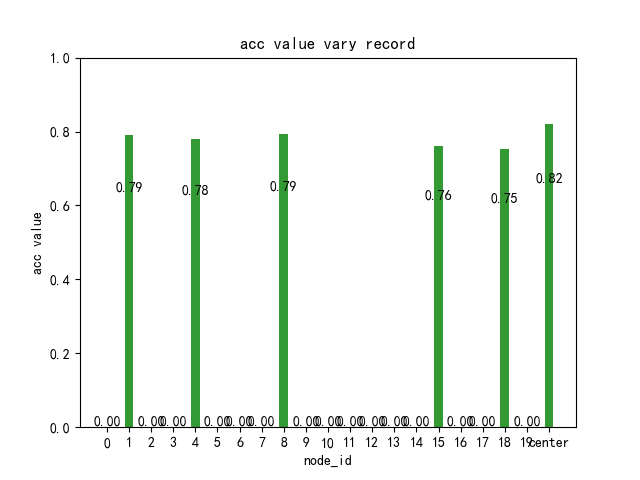 acc value vary record
1.0
0.8
0.6
0.4
0.2
0.0
acc value
0.00 0.79 0.00 0.00 0.78 0.00 0.00 0.00 0.79 0.00 0.00 0.00 0.00 0.00 0.00 0.76 0.00 0.00 0.75 0.00 0.82
0 1 2 3 4 5 6 7 8 9 10 11 12 13 14 15 16 17 18 19 center
node_id